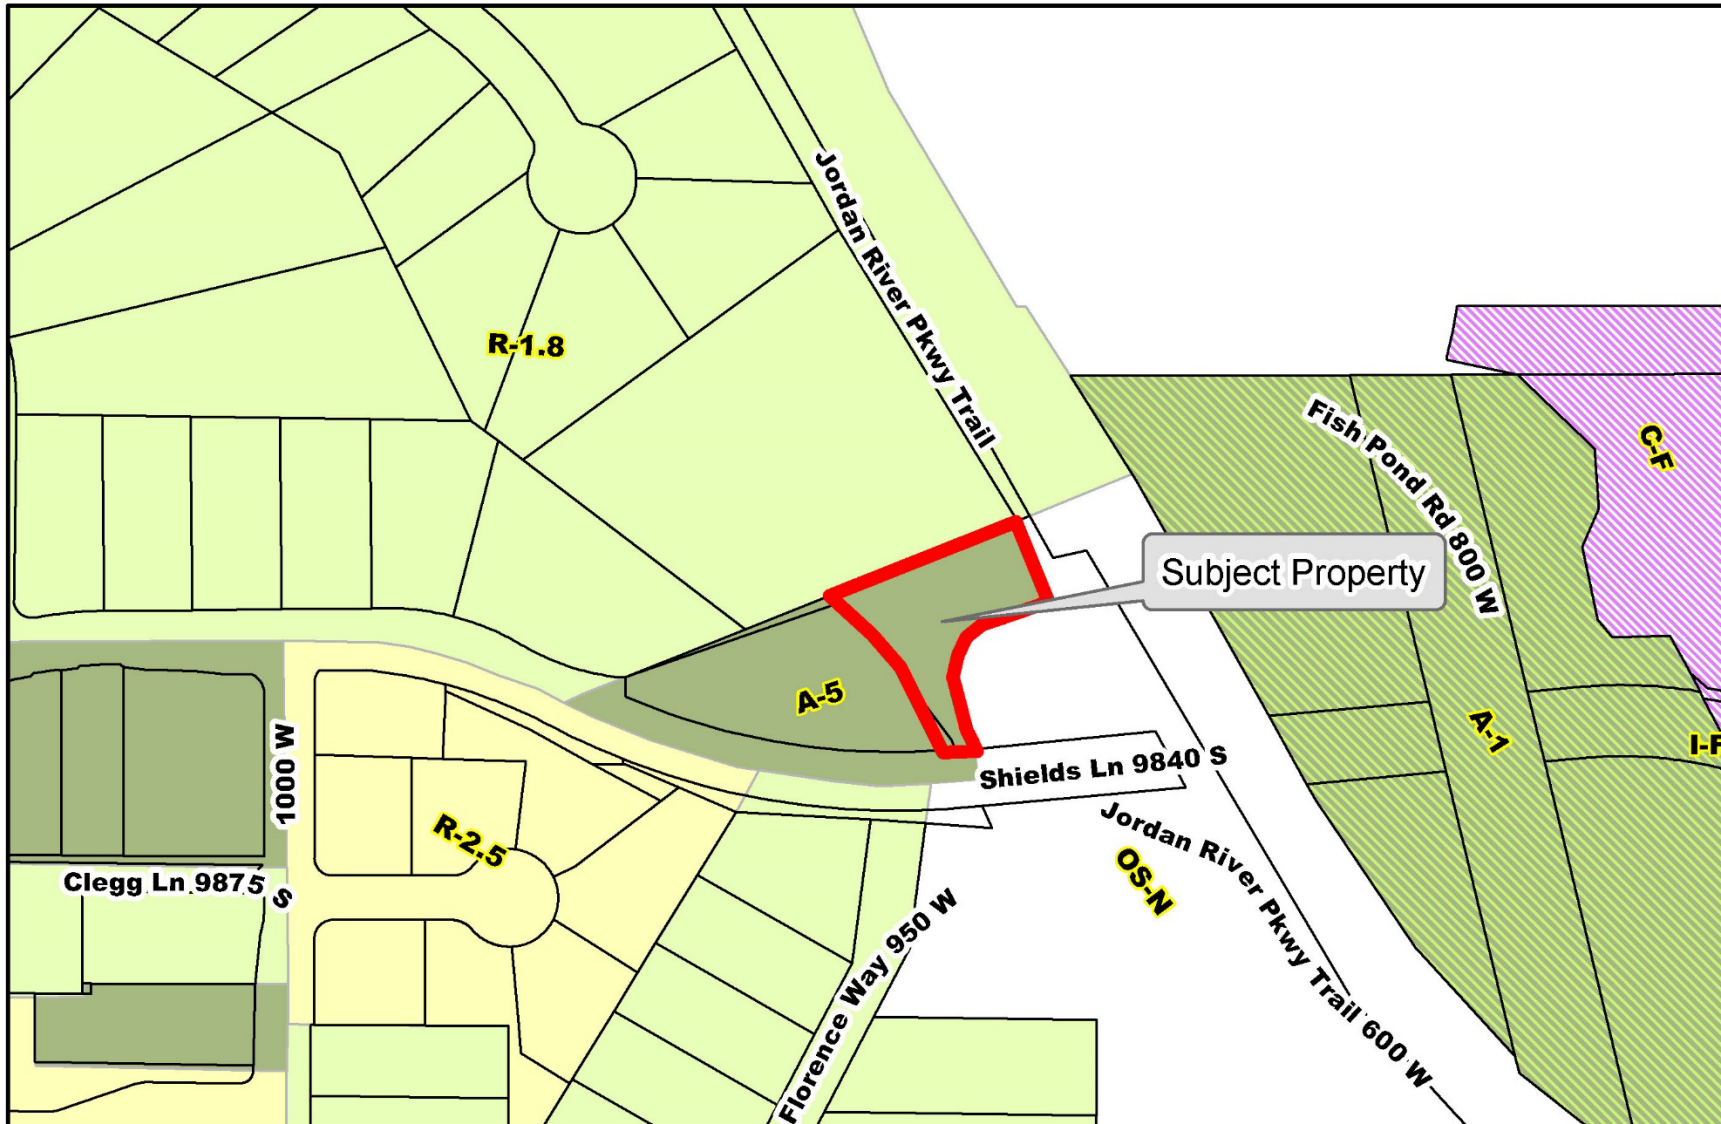 Jordan River Pkwy Trail
R-1.8
Fish Pond Rd 800 W
C-F
Subject Property
A-5
A-1
I-F
1000 W
Shields Ln 9840 S
R-2.5
Jordan River Pkwy Trail 600 W
OS-N
Clegg Ln 9875 S
Florence Way 950 W